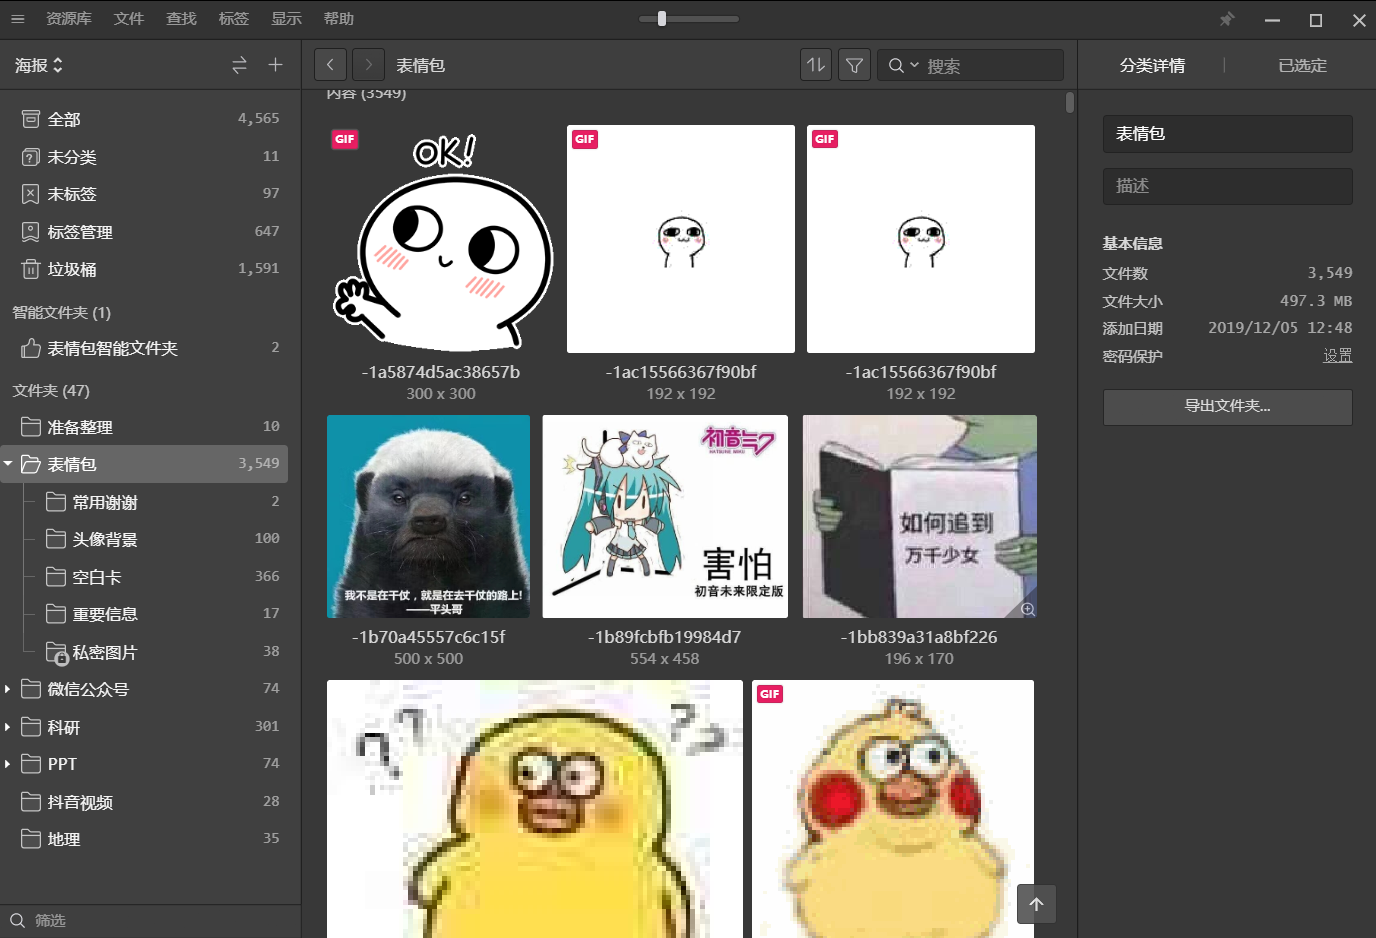 资源库 文件 查找 标签 显示 帮助
海报
表情包
搜索
分类详情 已选定
全部 4,565
未分类 11
未标签 97
标签管理 647
垃圾桶 1,591
智能文件夹 (1)
表情包智能文件夹 2
文件夹 (47)
准备整理 10
表情包 3,549
常用谢谢 2
头像背景 100
空白卡 366
重要信息 17
私密图片 38
微信公众号 74
科研 301
PPT 74
抖音视频 28
地理 35
筛选
内容 (3549)
GIF
OK!
GIF
GIF
-1a5874d5ac38657b
300 x 300
-1ac15566367f90bf
192 x 192
-1ac15566367f90bf
192 x 192
我不是在干仗，就是在去干仗的路上!
——平头哥
初音ミク
HATSUNE MIKU
害怕
初音未来限定版
如何追到
万千少女
-1b70a45557c6c15f
500 x 500
-1b89fcbfb19984d7
554 x 458
-1bb839a31a8bf226
196 x 170
??
??
GIF
表情包
描述
基本信息
文件数 3,549
文件大小 497.3 MB
添加日期 2019/12/05 12:48
密码保护 设置
导出文件夹...